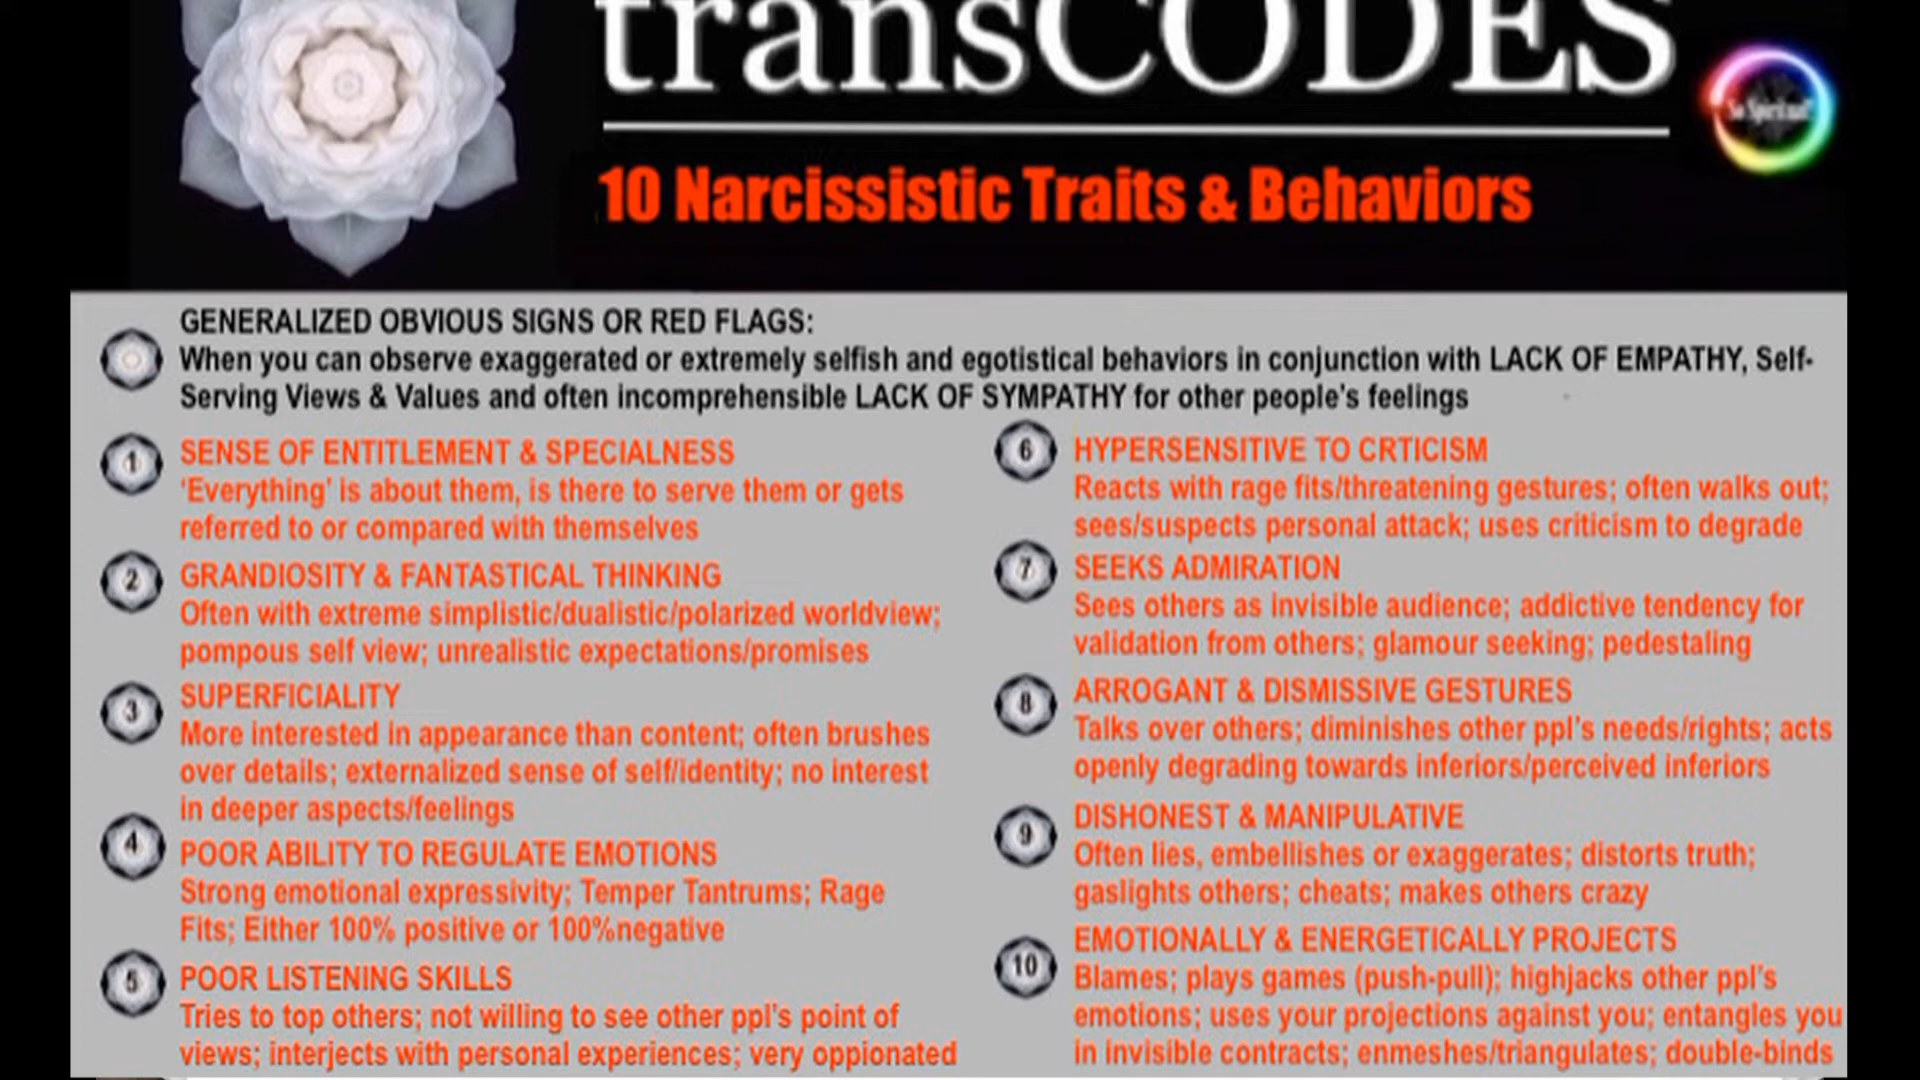 transCODES
So Spiritual!
10 Narcissistic Traits & Behaviors
GENERALIZED OBVIOUS SIGNS OR RED FLAGS:
When you can observe exaggerated or extremely selfish and egotistical behaviors in conjunction with LACK OF EMPATHY, Self-
Serving Views & Values and often incomprehensible LACK OF SYMPATHY for other people's feelings
1
SENSE OF ENTITLEMENT & SPECIALNESS
'Everything' is about them, is there to serve them or gets
referred to or compared with themselves
2
GRANDIOSITY & FANTASTICAL THINKING
Often with extreme simplistic/dualistic/polarized worldview;
pompous self view; unrealistic expectations/promises
3
SUPERFICIALITY
More interested in appearance than content; often brushes
over details; externalized sense of self/identity; no interest
in deeper aspects/feelings
4
POOR ABILITY TO REGULATE EMOTIONS
Strong emotional expressivity; Temper Tantrums; Rage
Fits; Either 100% positive or 100%negative
5
POOR LISTENING SKILLS
Tries to top others; not willing to see other ppl's point of
views; interjects with personal experiences; very oppionated
6
HYPERSENSITIVE TO CRTICISM
Reacts with rage fits/threatening gestures; often walks out;
sees/suspects personal attack; uses criticism to degrade
7
SEEKS ADMIRATION
Sees others as invisible audience; addictive tendency for
validation from others; glamour seeking; pedestaling
8
ARROGANT & DISMISSIVE GESTURES
Talks over others; diminishes other ppl's needs/rights; acts
openly degrading towards inferiors/perceived inferiors
9
DISHONEST & MANIPULATIVE
Often lies, embellishes or exaggerates; distorts truth;
gaslights others; cheats; makes others crazy
10
EMOTIONALLY & ENERGETICALLY PROJECTS
Blames; plays games (push-pull); highjacks other ppl's
emotions; uses your projections against you; entangles you
in invisible contracts; enmeshes/triangulates; double-binds